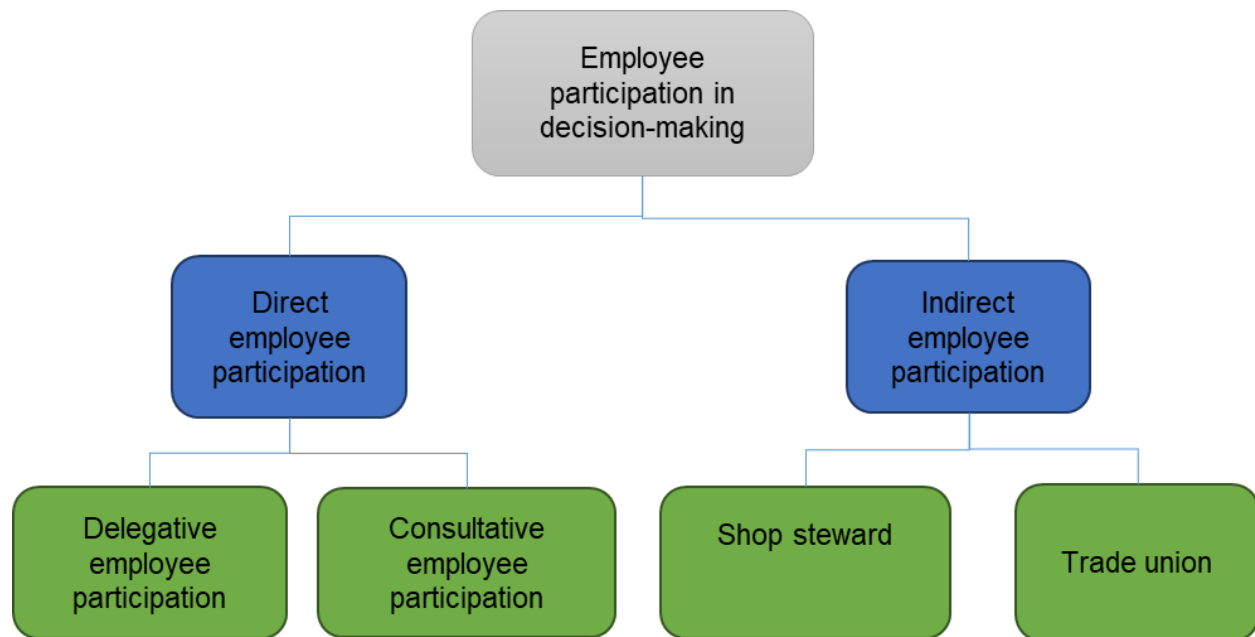 Employee
participation in
decision-making
Direct
employee
participation
Indirect
employee
participation
Delegative
employee
participation
Consultative
employee
participation
Shop steward
Trade union